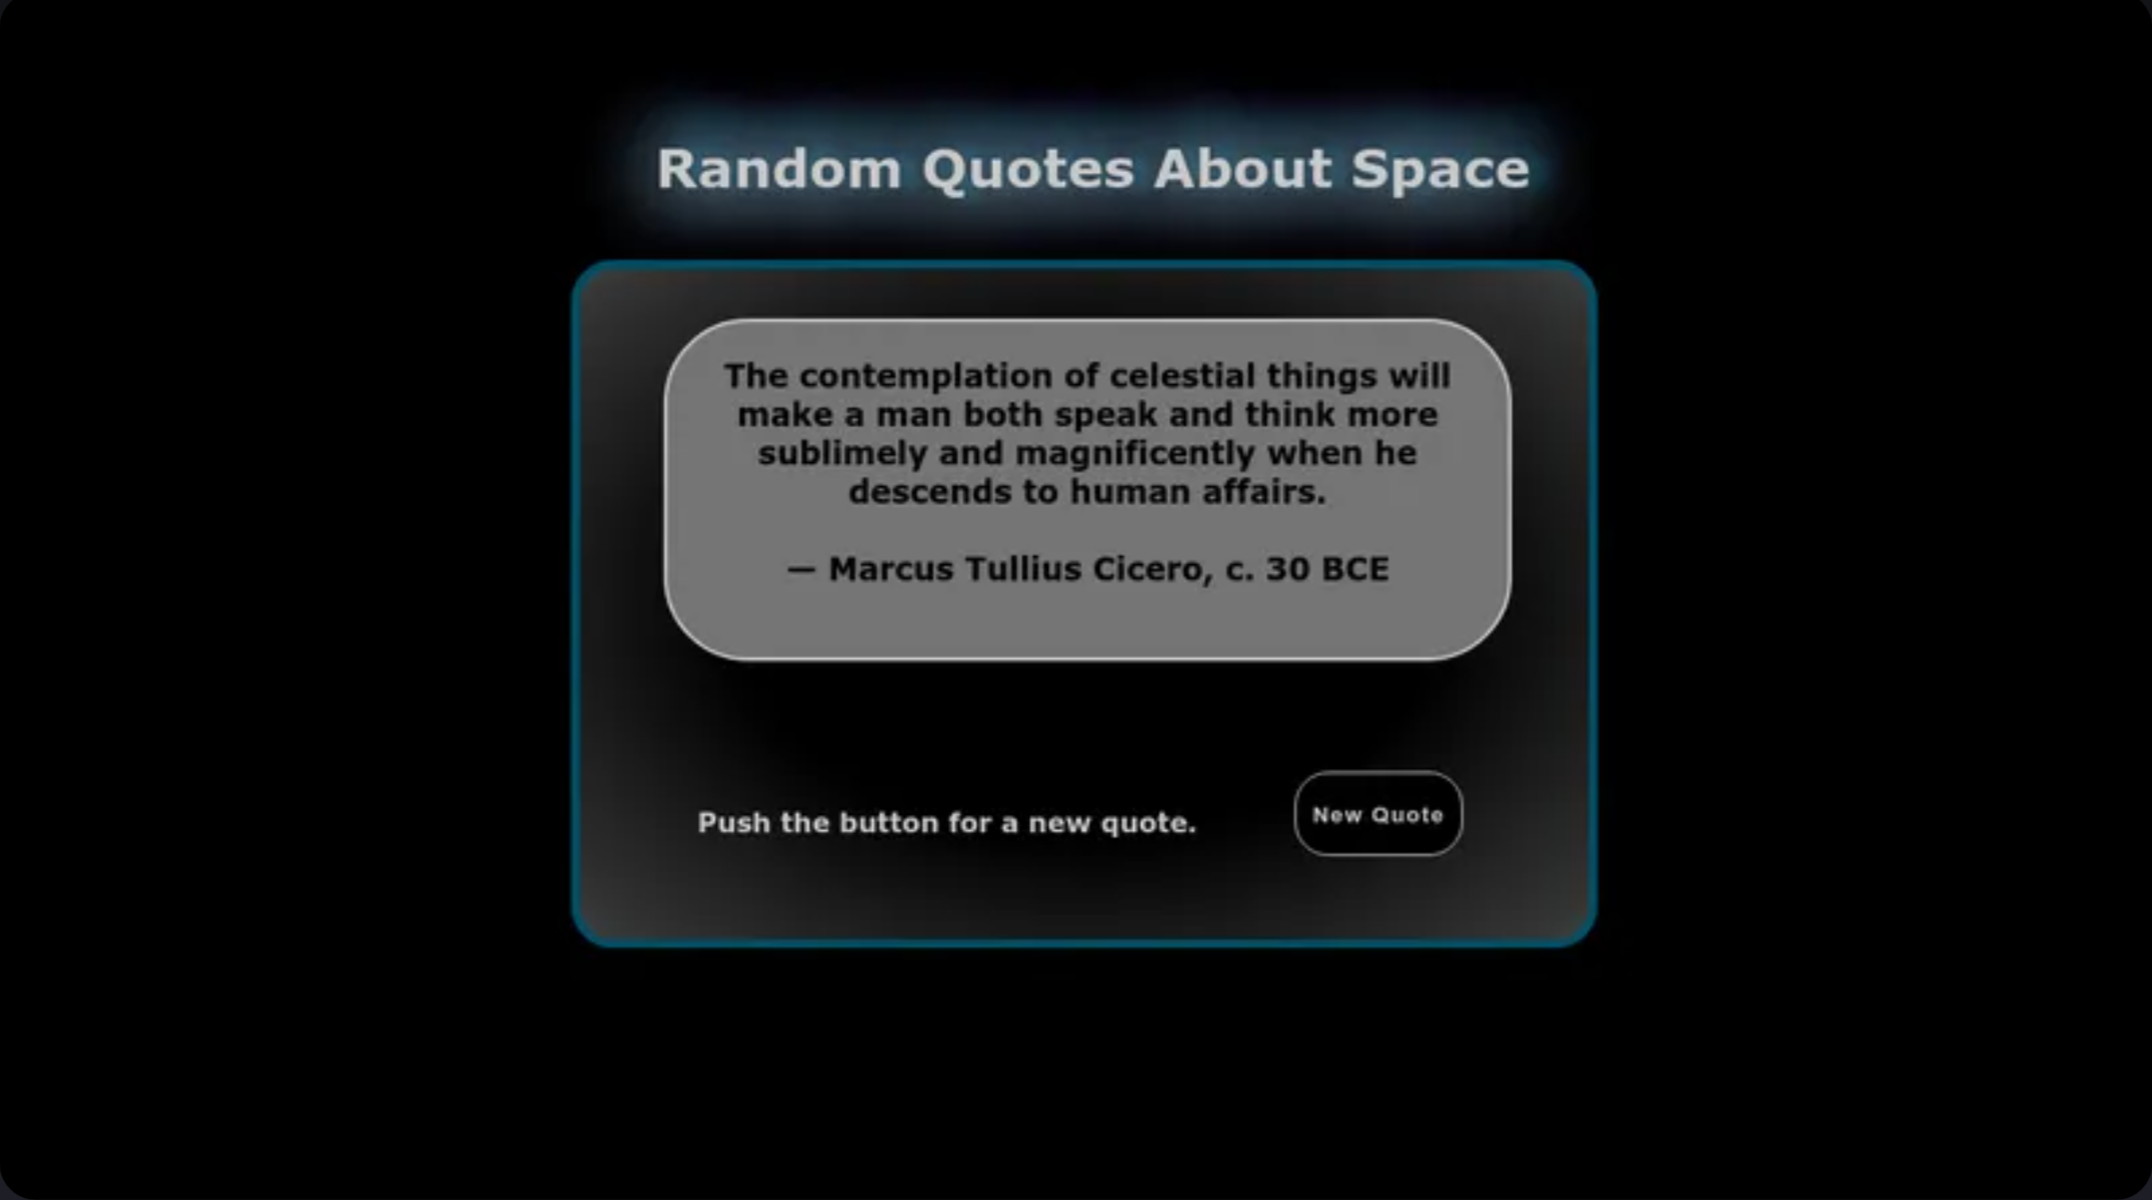 Random Quotes About Space
The contemplation of celestial things will
make a man both speak and think more
sublimely and magnificently when he
descends to human affairs.
— Marcus Tullius Cicero, c. 30 BCE
Push the button for a new quote.
New Quote